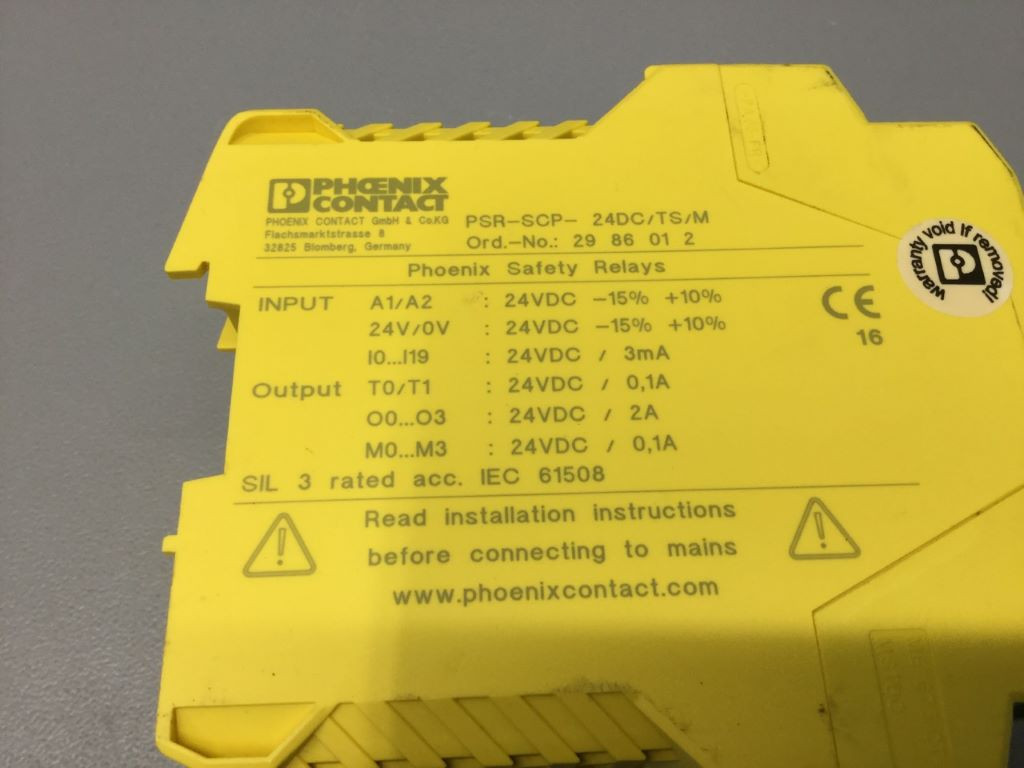 PHŒNIX
CONTACT
PHOENIX CONTACT GmbH & Co.KG
Flachsmarktstrasse 8
32825 Blomberg, Germany
PSR-SCP- 24DC/TS/M
Ord.-No.: 29 86 01 2
Phoenix Safety Relays
INPUT A1/A2 : 24VDC -15% +10%
24V/0V : 24VDC -15% +10%
I0...I19 : 24VDC / 3mA
Output T0/T1 : 24VDC / 0,1A
O0...O3 : 24VDC / 2A
M0...M3 : 24VDC / 0,1A
SIL 3 rated acc. IEC 61508
CE
16
warranty void if removed!
Read installation instructions
before connecting to mains
www.phoenixcontact.com